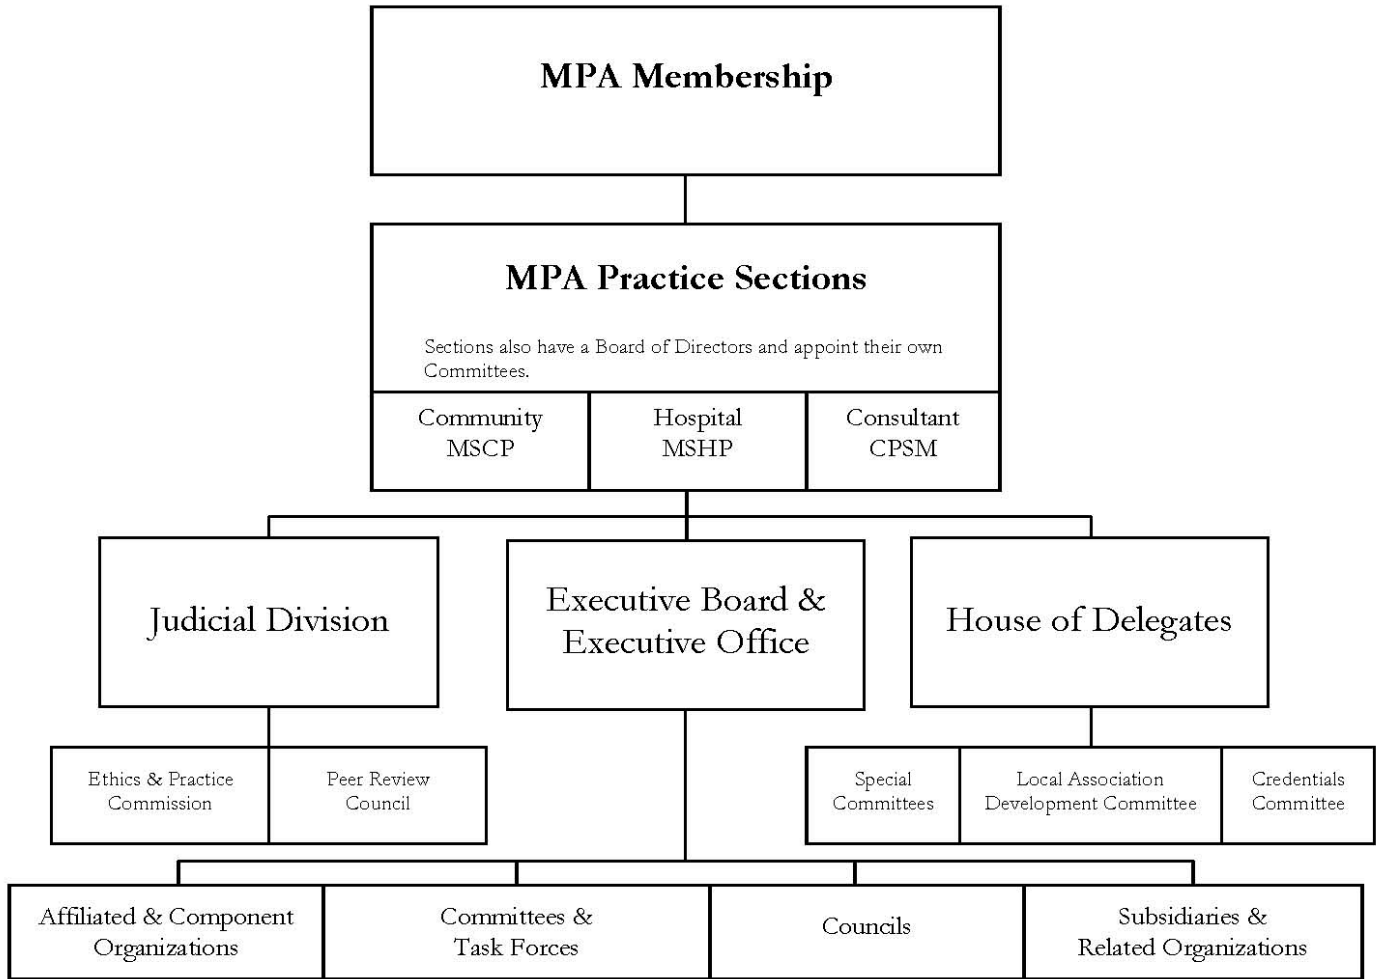 MPA Membership
MPA Practice Sections
Sections also have a Board of Directors and appoint their own
Committees.
Community
MSCP
Hospital
MSHP
Consultant
CPSM
Judicial Division
Executive Board &
Executive Office
House of Delegates
Ethics & Practice
Commission
Peer Review
Council
Special
Committees
Local Association
Development Committee
Credentials
Committee
Affiliated & Component
Organizations
Committees &
Task Forces
Councils
Subsidiaries &
Related Organizations